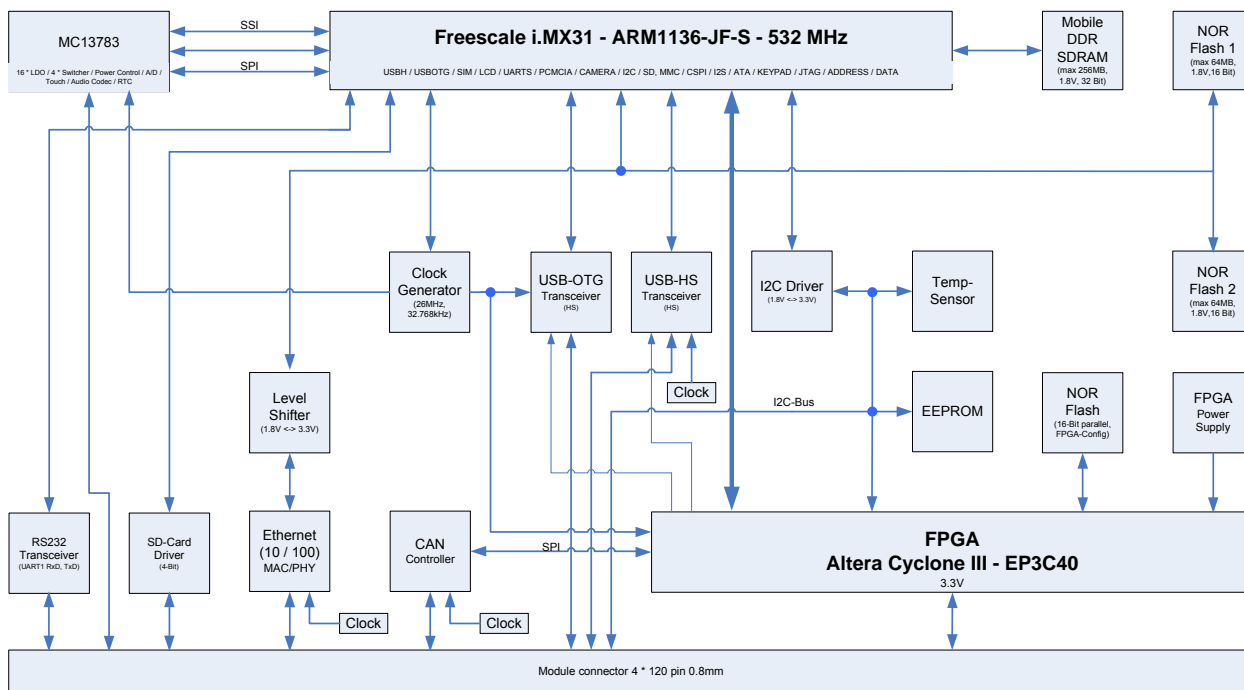 MC13783
16 * LDO / 4 * Switcher / Power Control / A/D /
Touch / Audio Codec / RTC
SSI
SPI
Freescale i.MX31 - ARM1136-JF-S - 532 MHz
USBH / USBOTG / SIM / LCD / UARTS / PCMCIA / CAMERA / I2C / SD, MMC / CSPI / I2S / ATA / KEYPAD / JTAG / ADDRESS / DATA
Mobile
DDR
SDRAM
(max 256MB,
1.8V, 32 Bit)
NOR
Flash 1
(max 64MB,
1.8V,16 Bit)
Clock
Generator
(26MHz,
32.768kHz)
USB-OTG
Transceiver
(HS)
USB-HS
Transceiver
(HS)
I2C Driver
(1.8V <-> 3.3V)
Temp-
Sensor
NOR
Flash 2
(max 64MB,
1.8V,16 Bit)
Level
Shifter
(1.8V <-> 3.3V)
Clock
I2C-Bus
EEPROM
NOR
Flash
(16-Bit parallel,
FPGA-Config)
FPGA
Power
Supply
RS232
Transceiver
(UART1 RxD, TxD)
SD-Card
Driver
(4-Bit)
Ethernet
(10 / 100)
MAC/PHY
CAN
Controller
SPI
FPGA
Altera Cyclone III - EP3C40
3.3V
Clock
Clock
Module connector 4 * 120 pin 0.8mm